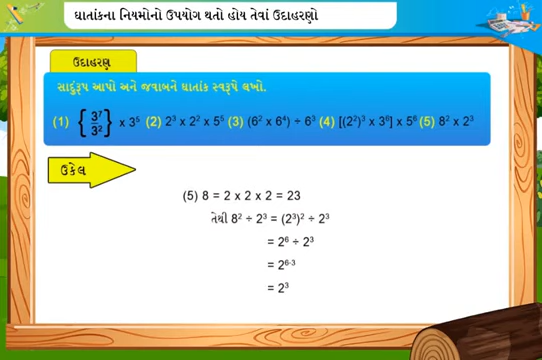 ઘાતાંકના નિયમોનો ઉપયોગ થતો હોય તેવાં ઉદાહરણો
ઉદાહરણ
સાદુંરૂપ આપો અને જવાબને ઘાતાંક સ્વરૂપે લખો.
(1) {3⁷/3²} x 3⁵ (2) 2³ x 2² x 5⁵ (3) (6² x 6⁴) ÷ 6³ (4) [(2²)³ x 3⁶] x 5⁶ (5) 8² x 2³
ઉકેલ
(5) 8 = 2 x 2 x 2 = 23
તેથી 8² ÷ 2³ = (2³)² ÷ 2³
= 2⁶ ÷ 2³
= 2⁶⁻³
= 2³